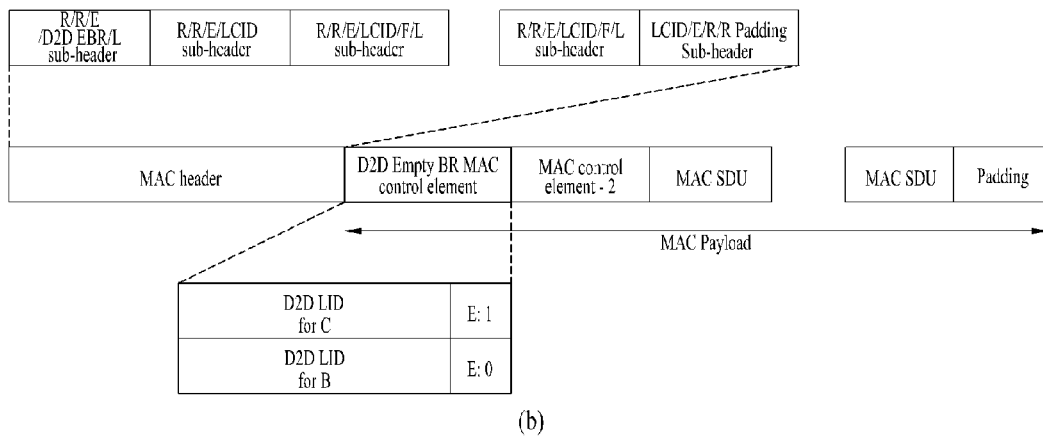 R/R/E
/D2D EBR/L
sub-header
R/R/E/LCID
sub-header
R/R/E/LCID/F/L
sub-header
R/R/E/LCID/F/L
sub-header
LCID/E/R/R Padding
Sub-header
MAC header
D2D Empty BR MAC
control element
MAC control
element - 2
MAC SDU
MAC SDU
Padding
MAC Payload
D2D LID
for C
E: 1
D2D LID
for B
E: 0
(b)